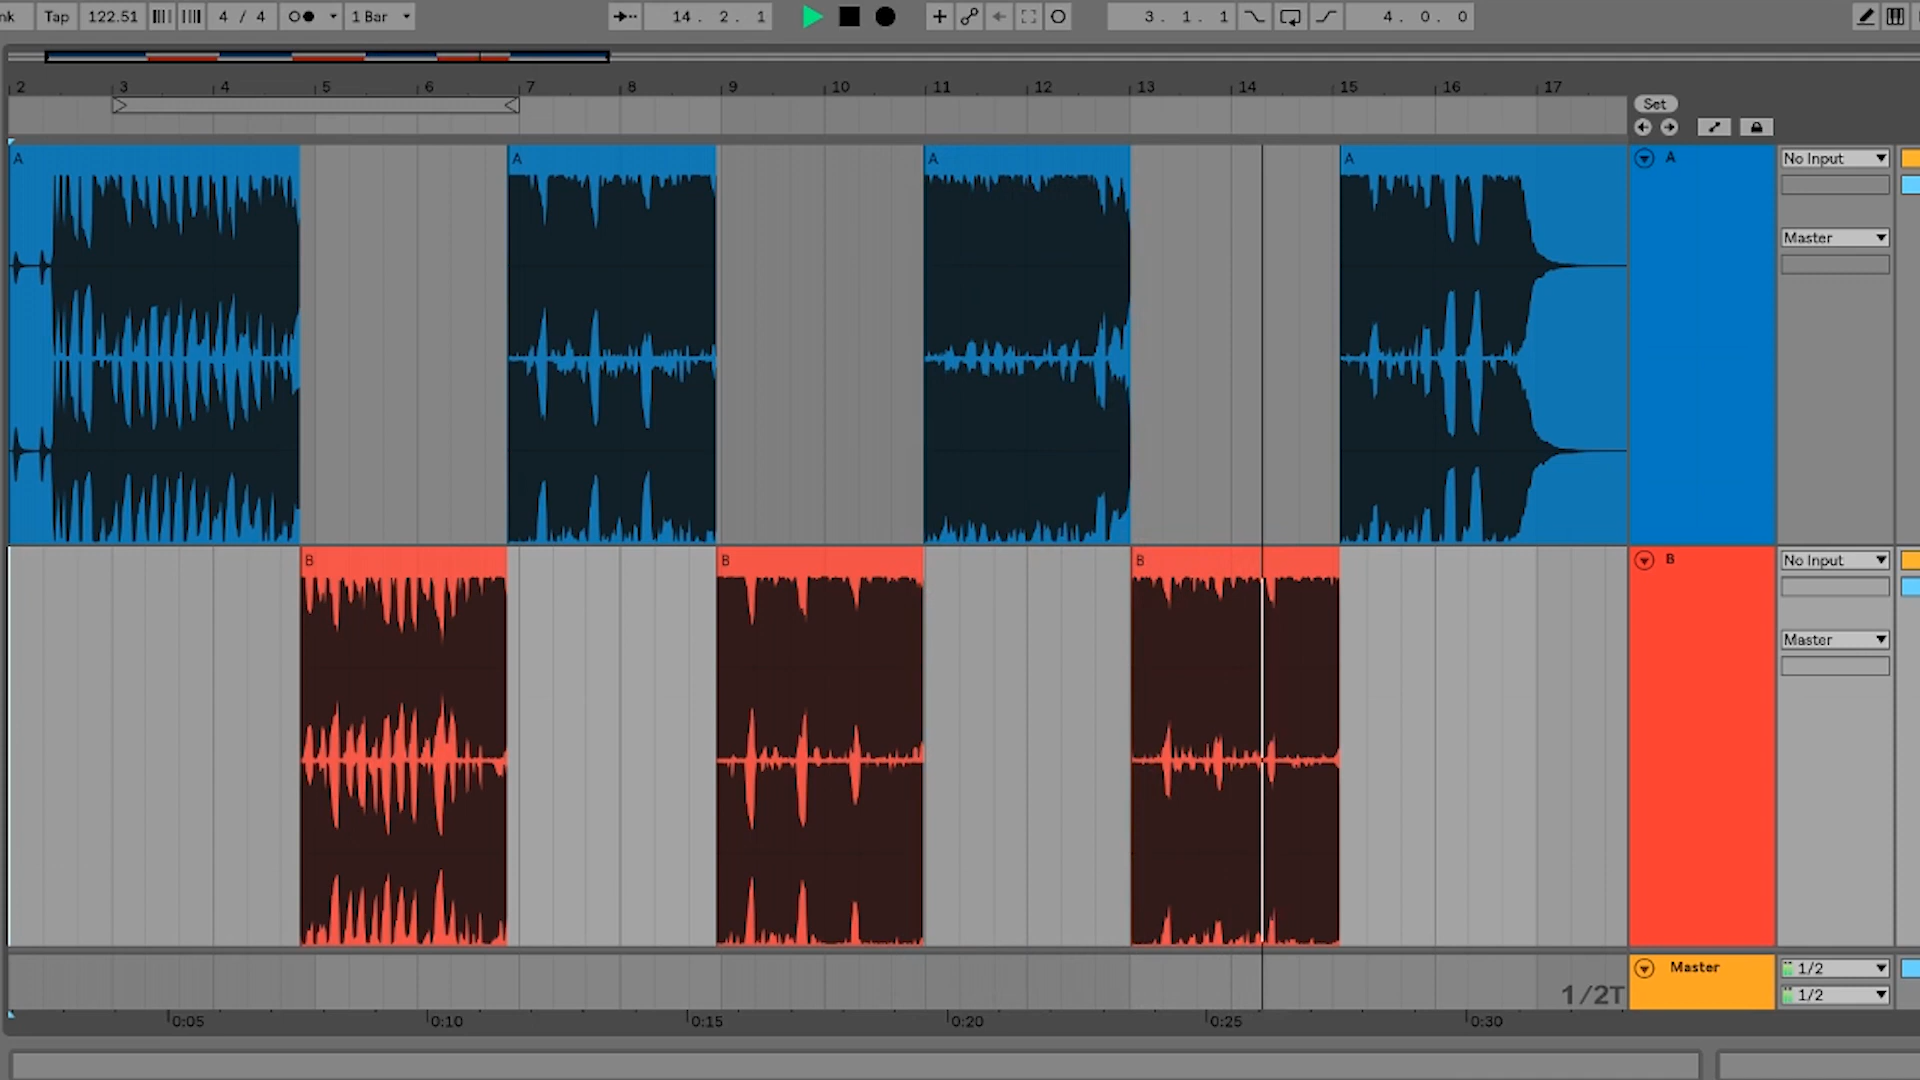 nk Tap 122.51 4 / 4 1 Bar 14. 2. 1 3. 1. 1 4. 0. 0
2 3 4 5 6 7 8 9 10 11 12 13 14 15 16 17
Set
A A A A A No Input
Master
B B B B No Input
Master
Master 1/2
1/2T 1/2
0:05 0:10 0:15 0:20 0:25 0:30